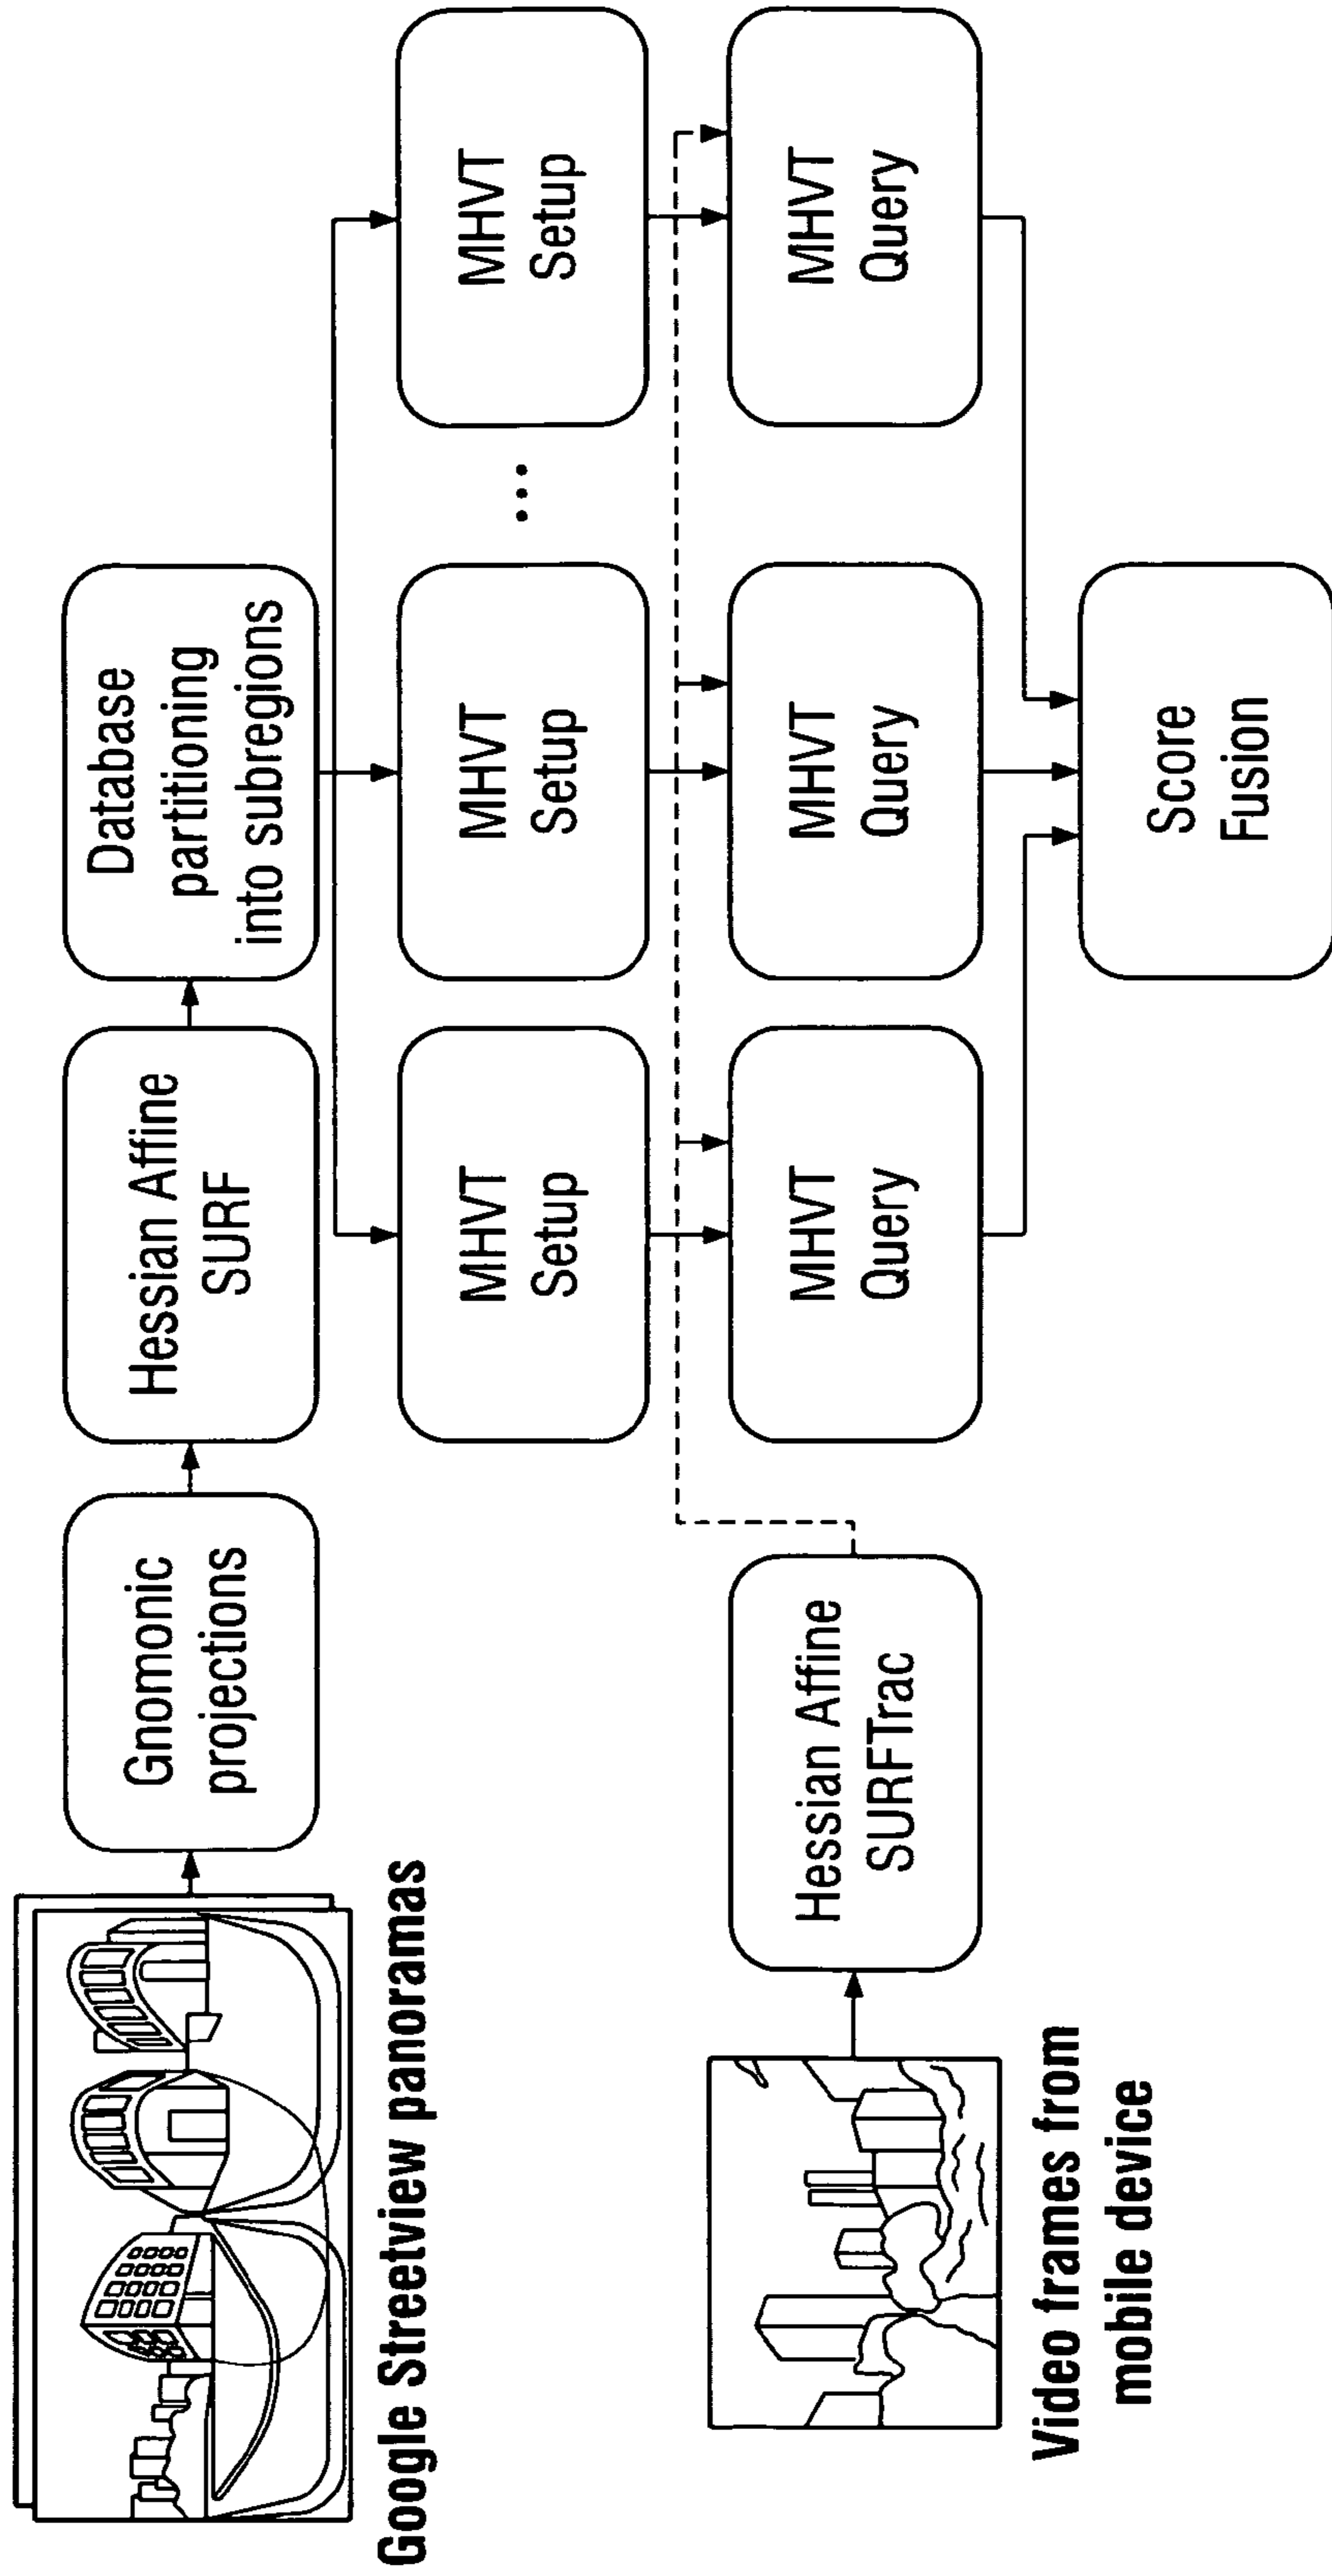 Google Streetview panoramas
Gnomonic
projections
Hessian Affine
SURF
Database
partitioning
into subregions
MHVT
Setup
MHVT
Setup
...
MHVT
Setup
Video frames from
mobile device
Hessian Affine
SURFTrac
MHVT
Query
MHVT
Query
MHVT
Query
Score
Fusion